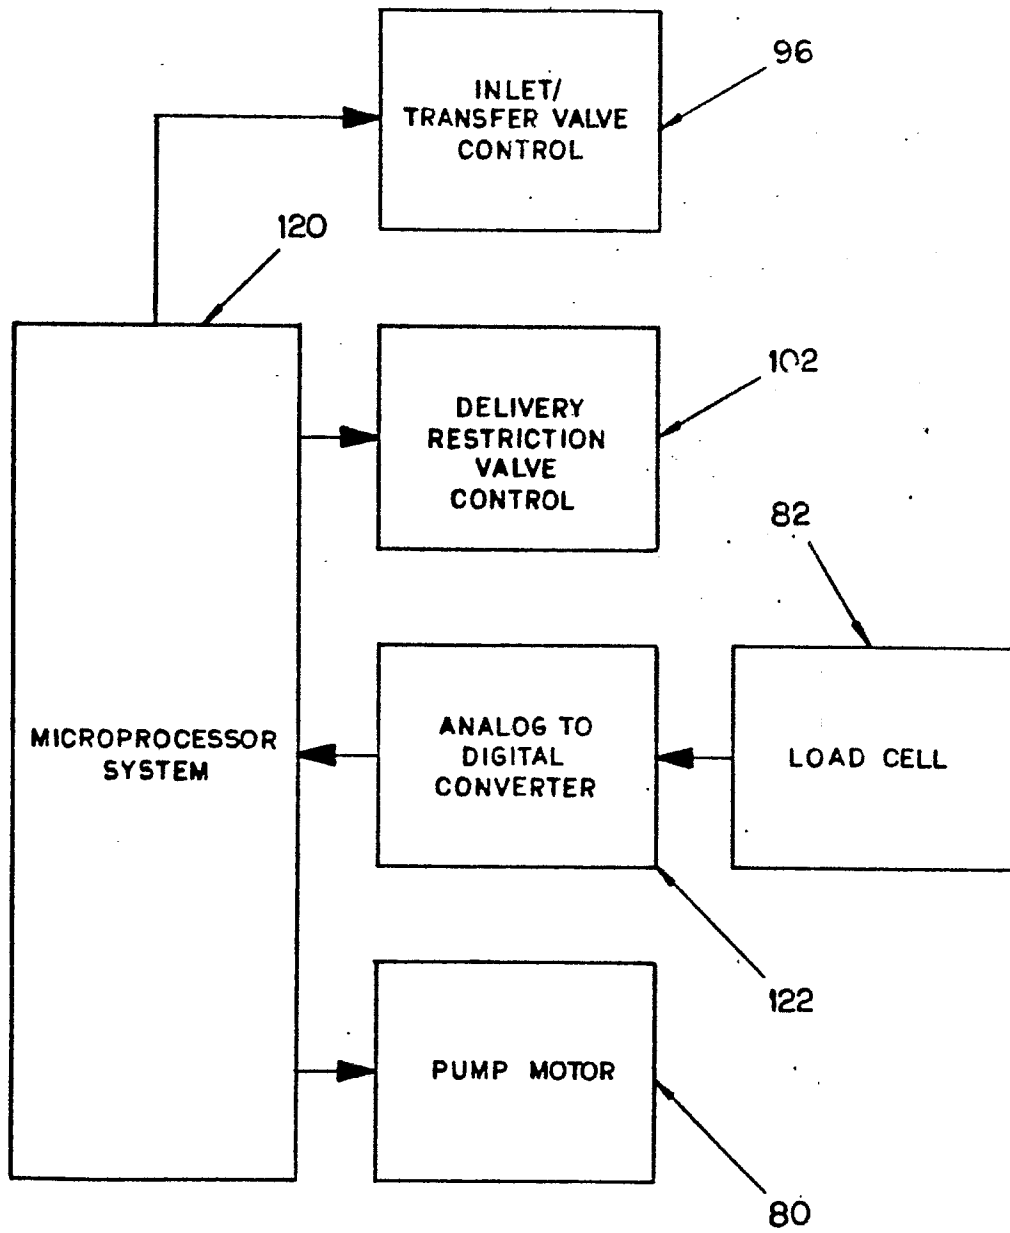 INLET/
TRANSFER VALVE
CONTROL
96
120
DELIVERY
RESTRICTION
VALVE
CONTROL
102
82
MICROPROCESSOR
SYSTEM
ANALOG TO
DIGITAL
CONVERTER
LOAD CELL
122
PUMP MOTOR
80